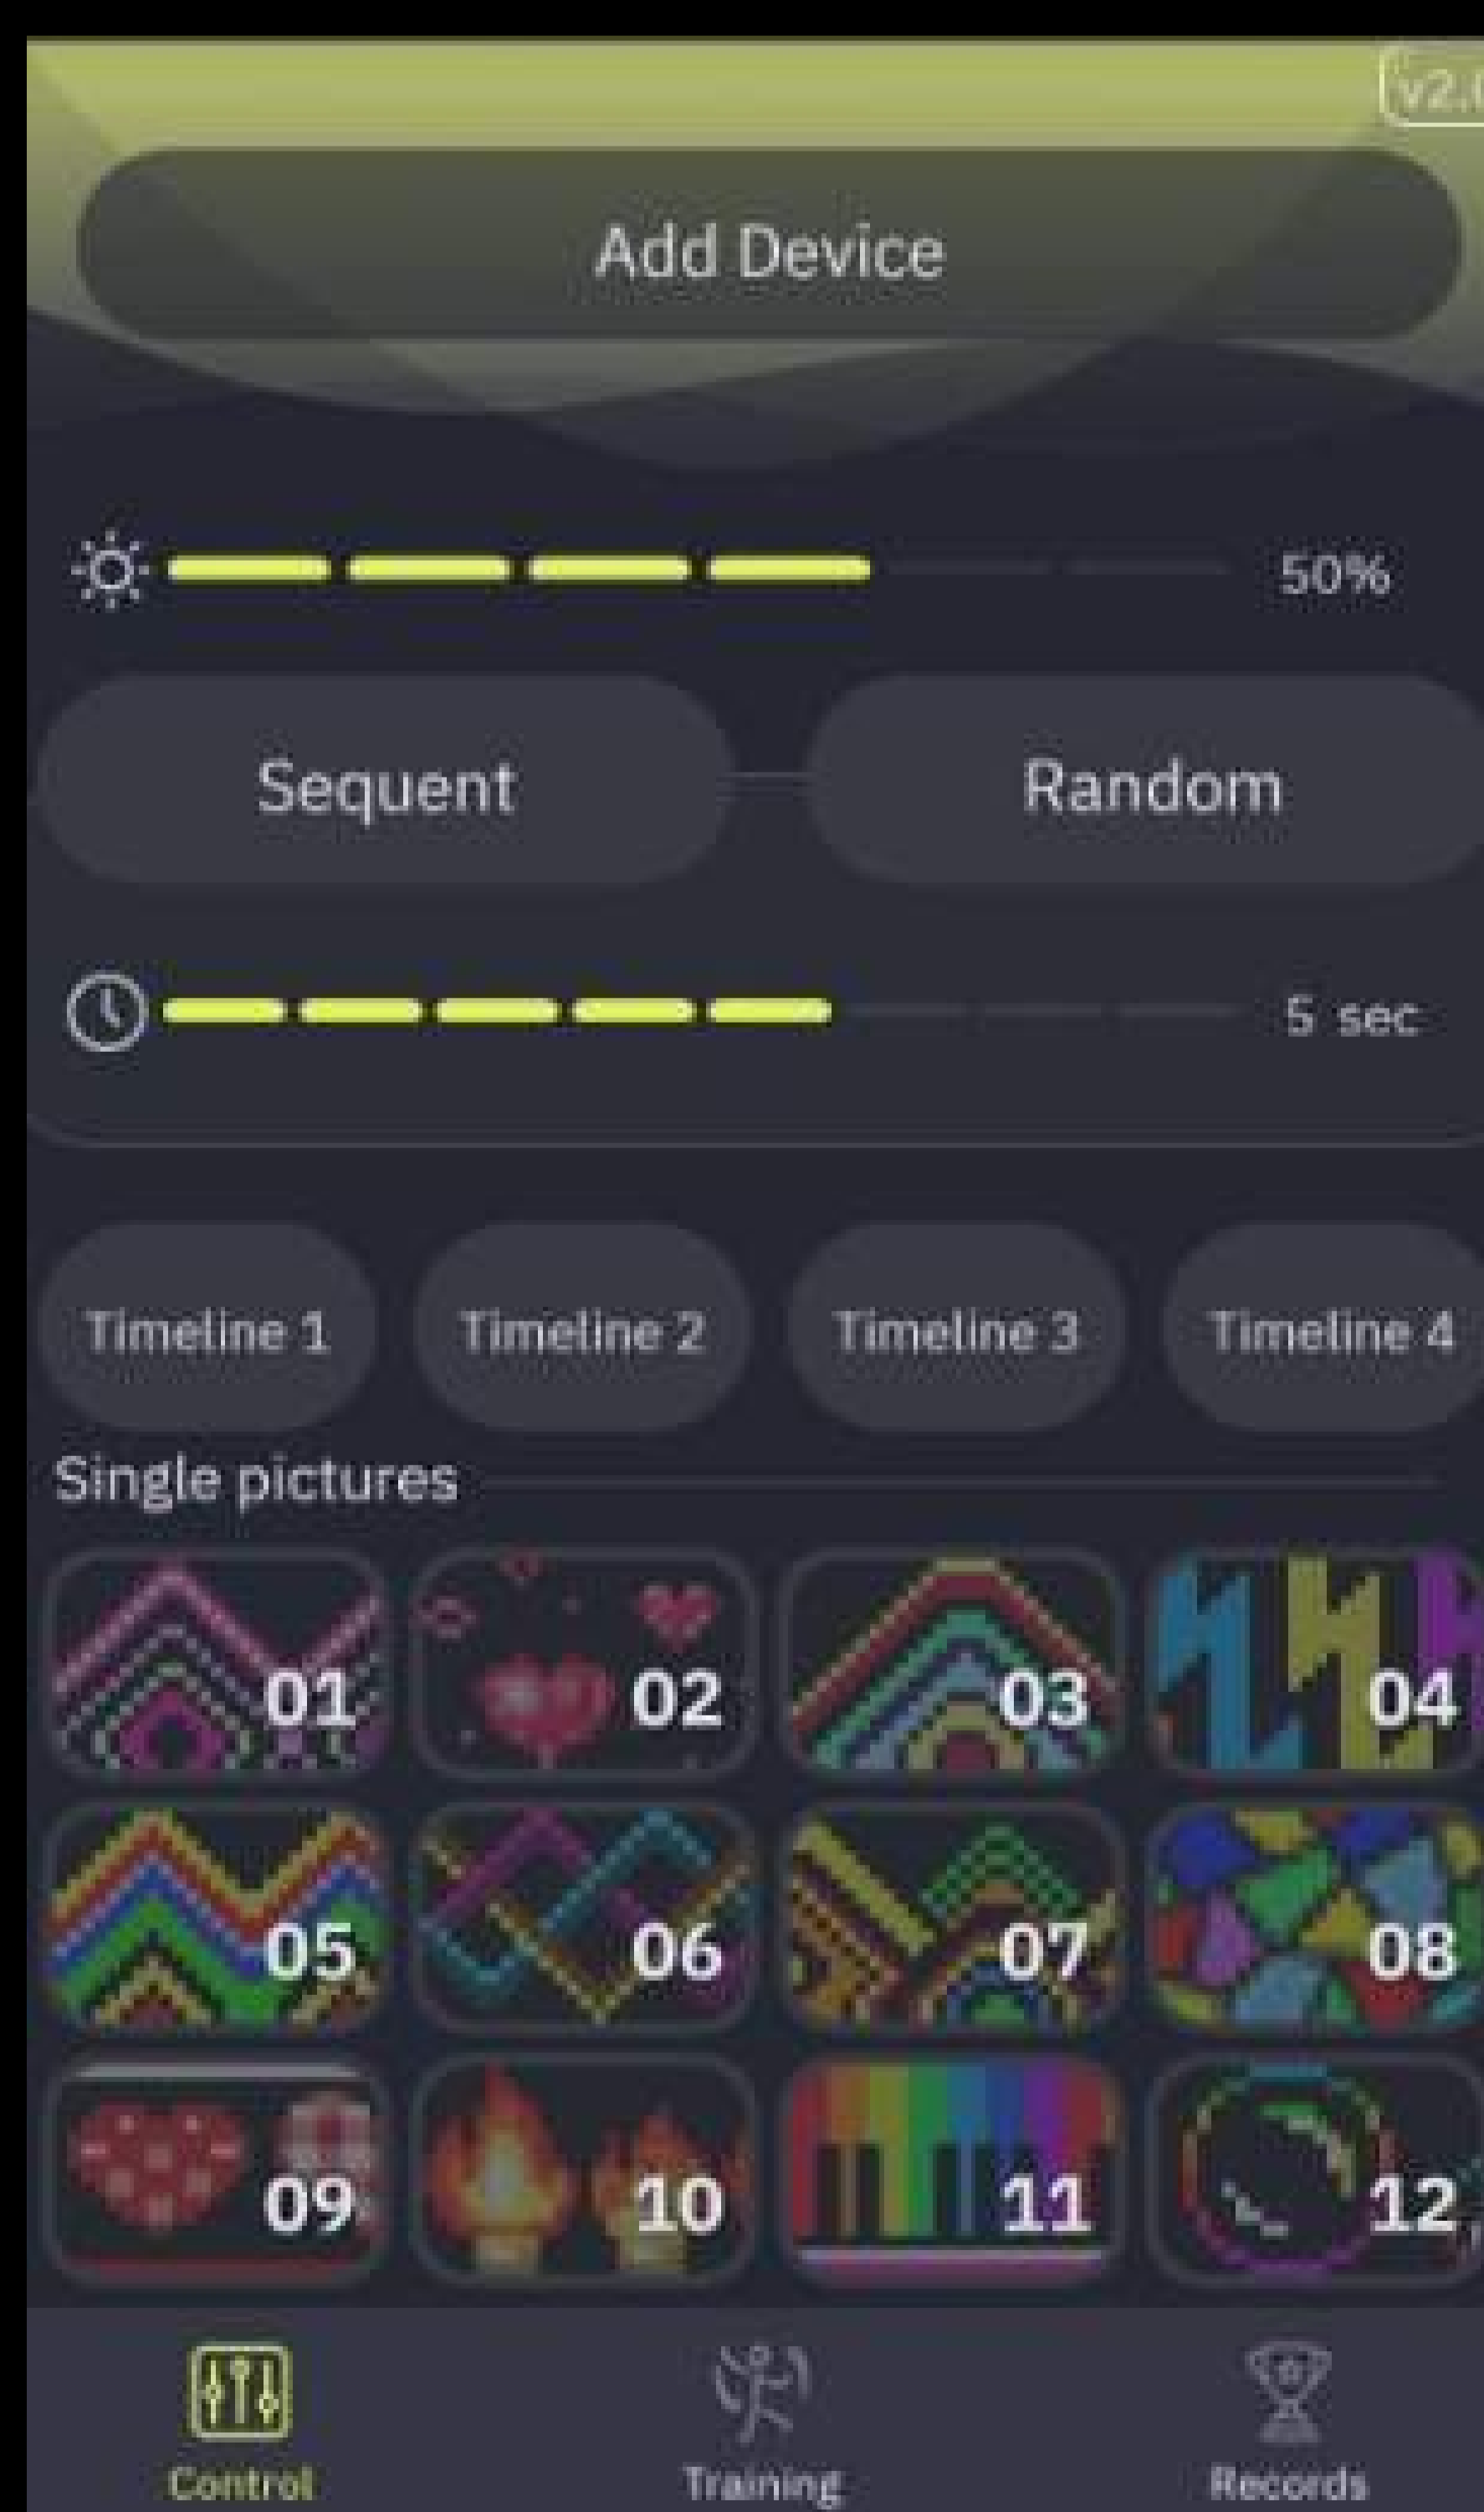 v2.
Add Device
50%
Sequent Random
5 sec
Timeline 1 Timeline 2 Timeline 3 Timeline 4
Single pictures
01 02 03 04
05 06 07 08
09 10 11 12
Control Training Records